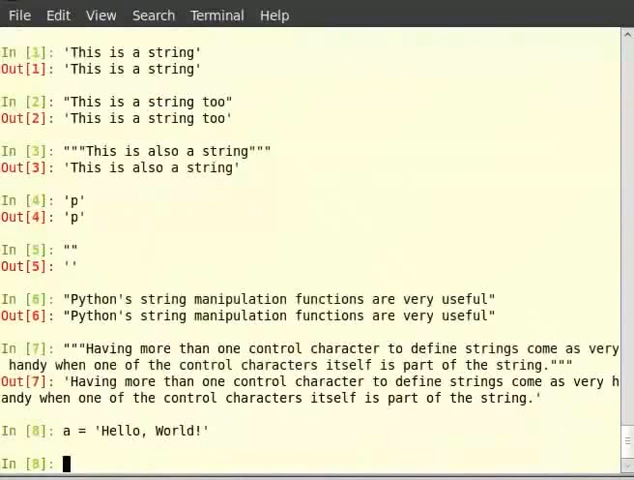 File Edit View Search Terminal Help
In [1]: 'This is a string'
Out[1]: 'This is a string'
In [2]: "This is a string too"
Out[2]: 'This is a string too'
In [3]: """This is also a string"""
Out[3]: 'This is also a string'
In [4]: 'p'
Out[4]: 'p'
In [5]: ""
Out[5]: ''
In [6]: "Python's string manipulation functions are very useful"
Out[6]: "Python's string manipulation functions are very useful"
In [7]: """Having more than one control character to define strings come as very
handy when one of the control characters itself is part of the string."""
Out[7]: 'Having more than one control character to define strings come as very h
andy when one of the control characters itself is part of the string.'
In [8]: a = 'Hello, World!'
In [8]: